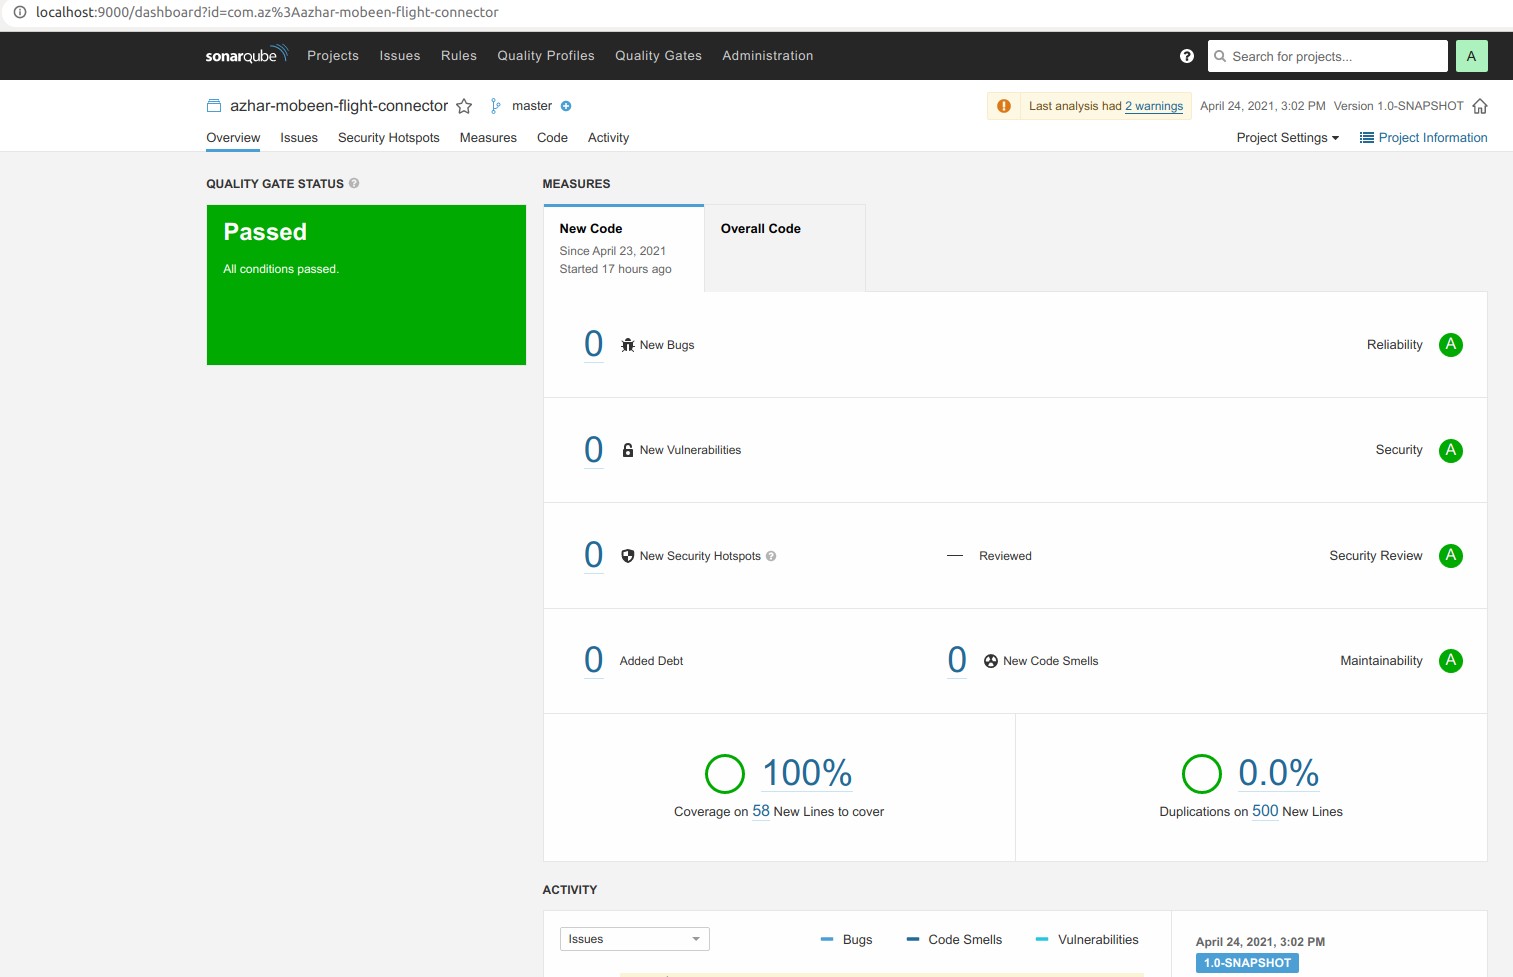 localhost:9000/dashboard?id=com.az%3Aazhar-mobeen-flight-connector
sonarqube Projects Issues Rules Quality Profiles Quality Gates Administration ? Search for projects... A
azhar-mobeen-flight-connector master Last analysis had 2 warnings April 24, 2021, 3:02 PM Version 1.0-SNAPSHOT
Overview Issues Security Hotspots Measures Code Activity Project Settings Project Information
QUALITY GATE STATUS ?
Passed
All conditions passed.
MEASURES
New Code
Since April 23, 2021
Started 17 hours ago
Overall Code
0 New Bugs Reliability A
0 New Vulnerabilities Security A
0 New Security Hotspots ? — Reviewed Security Review A
0 Added Debt 0 New Code Smells Maintainability A
100%
Coverage on 58 New Lines to cover
0.0%
Duplications on 500 New Lines
ACTIVITY
Issues Bugs Code Smells Vulnerabilities
April 24, 2021, 3:02 PM
1.0-SNAPSHOT